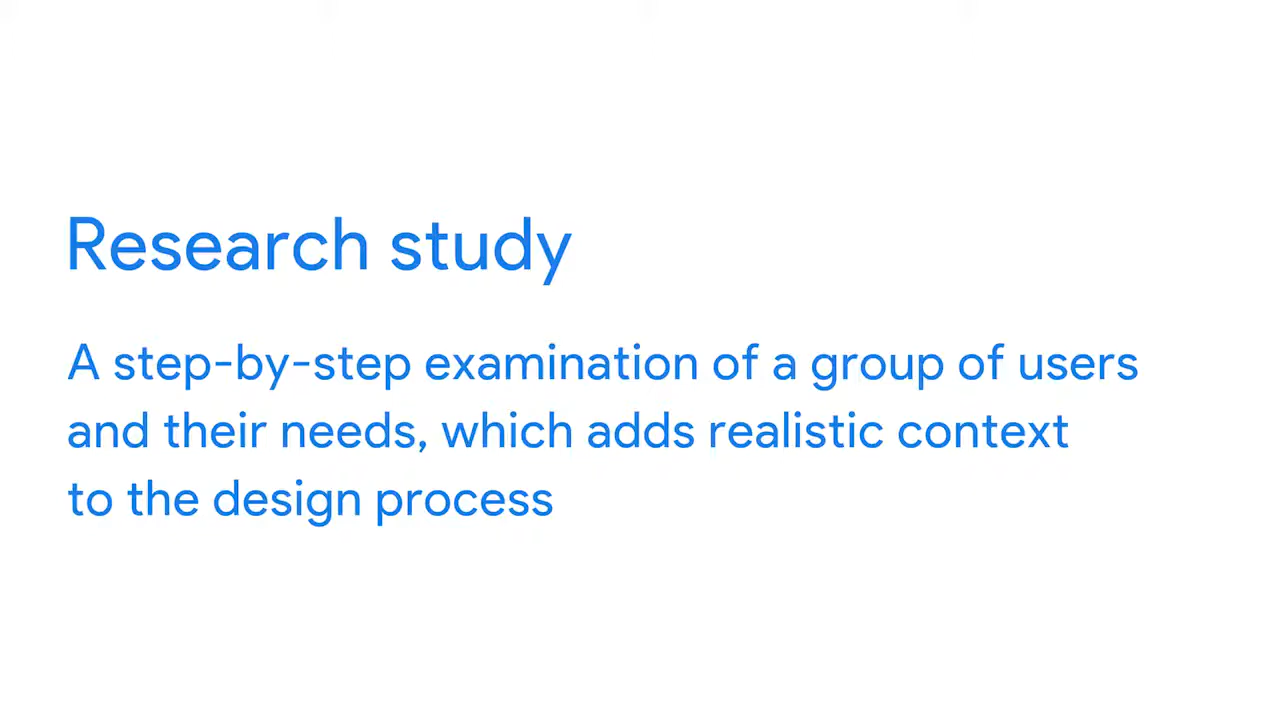 Research study
A step-by-step examination of a group of users
and their needs, which adds realistic context
to the design process